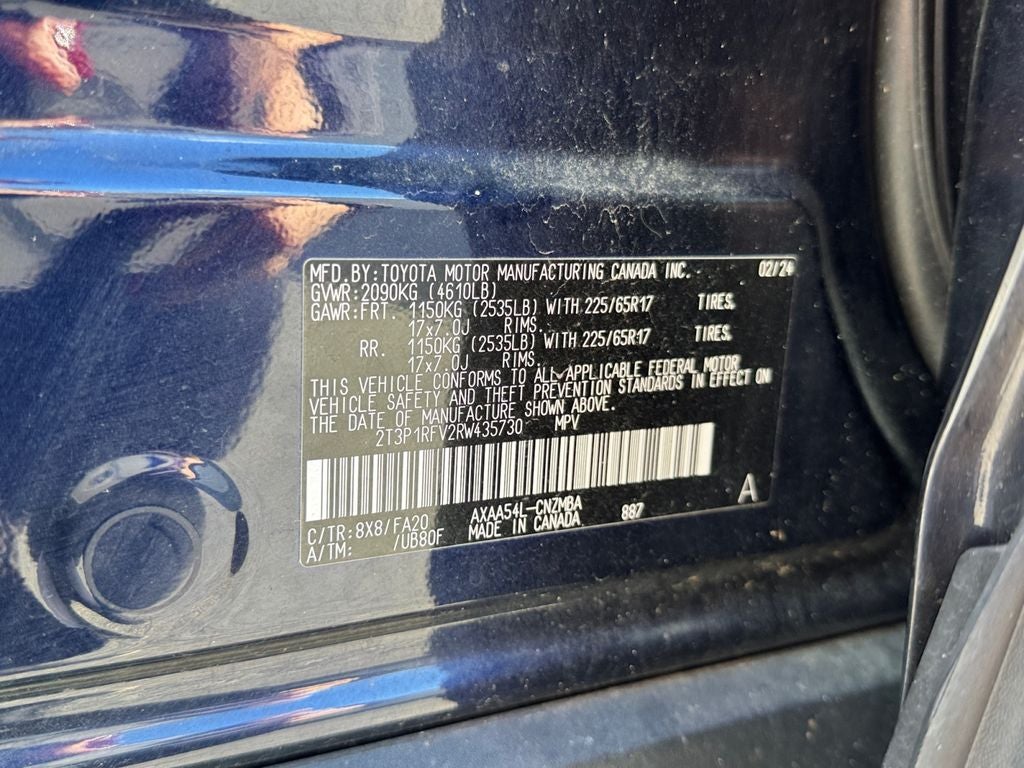 MFD.BY:TOYOTA MOTOR MANUFACTURING CANADA INC. 02/24
GVWR:2090KG (4610LB)
GAWR:FRT. 1150KG (2535LB) WITH 225/65R17 TIRES,
17x7.0J RIMS.
RR. 1150KG (2535LB) WITH 225/65R17 TIRES,
17x7.0J RIMS.
THIS VEHICLE CONFORMS TO ALL APPLICABLE FEDERAL MOTOR
VEHICLE SAFETY AND THEFT PREVENTION STANDARDS IN EFFECT ON
THE DATE OF MANUFACTURE SHOWN ABOVE.
2T3P1RFV2RW435730 MPV
C/TR:8X8/FA20 AXAA54L-CNZMBA 887 A
A/TM: /UB80F MADE IN CANADA